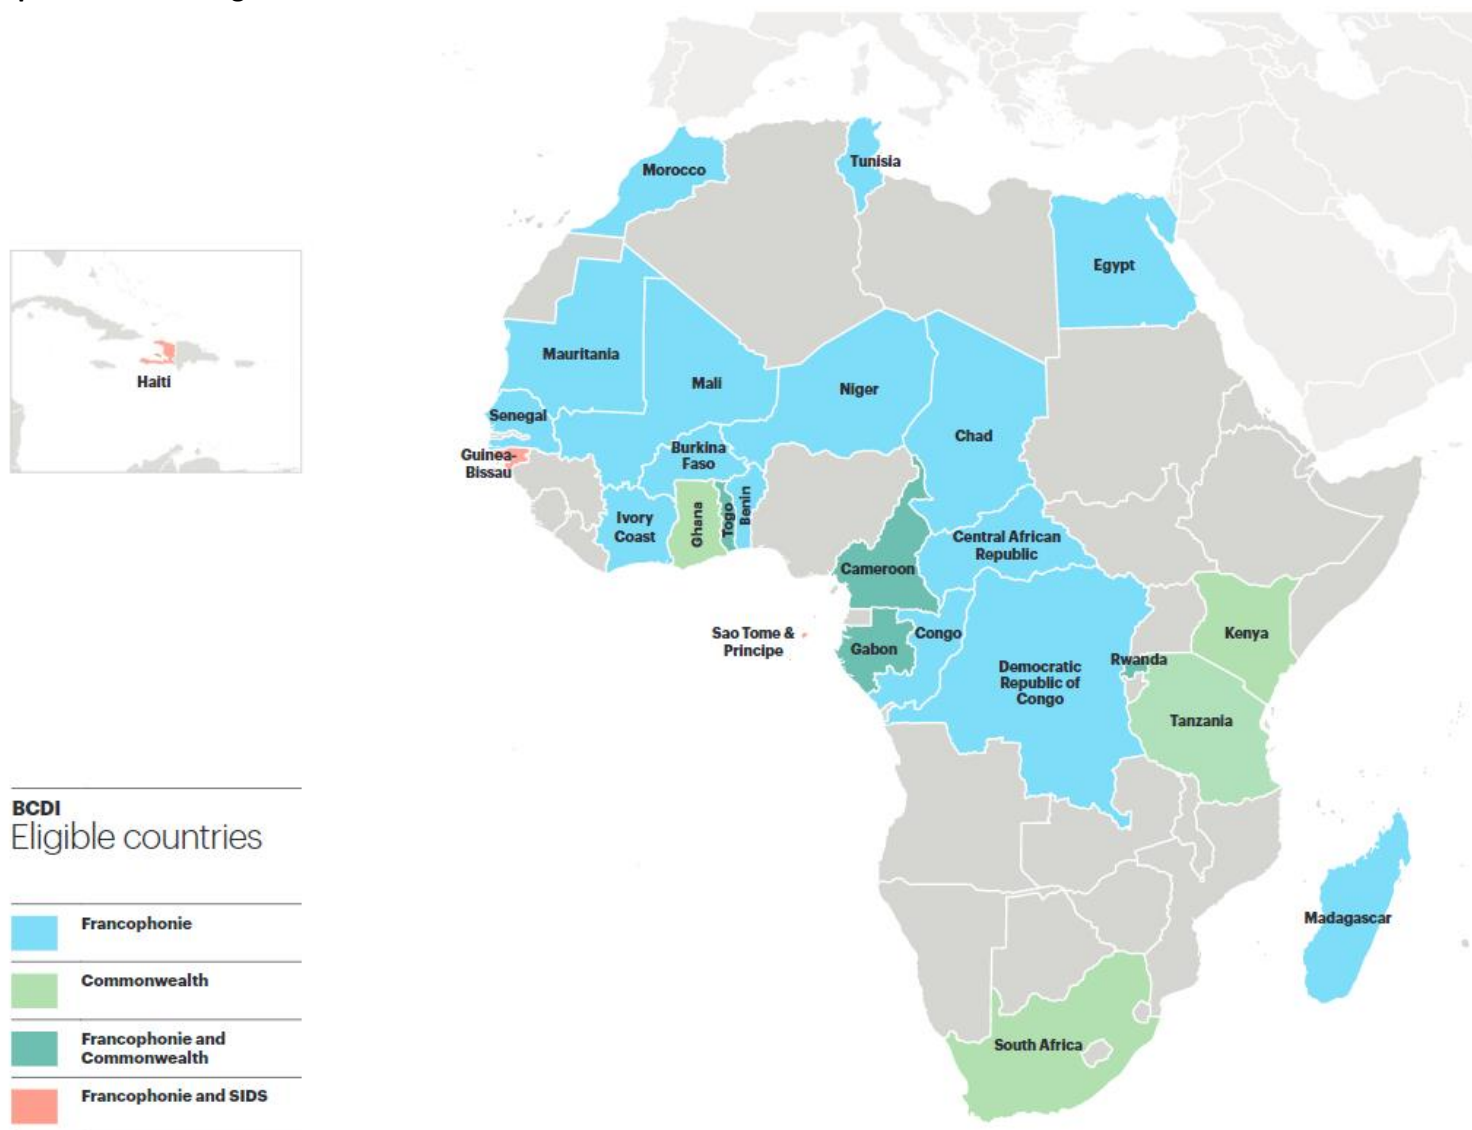 Morocco
Tunisia
Egypt
Mauritania
Mali
Niger
Chad
Haiti
Senegal
Guinea-
Bissau
Burkina
Faso
Ivory
Coast
Ghana
Togo
Benin
Central African
Republic
Cameroon
Sao Tome &
Principe
Gabon
Congo
Democratic
Republic of
Congo
Rwanda
Kenya
Tanzania
Madagascar
South Africa
BCDI
Eligible countries
Francophonie
Commonwealth
Francophonie and
Commonwealth
Francophonie and SIDS